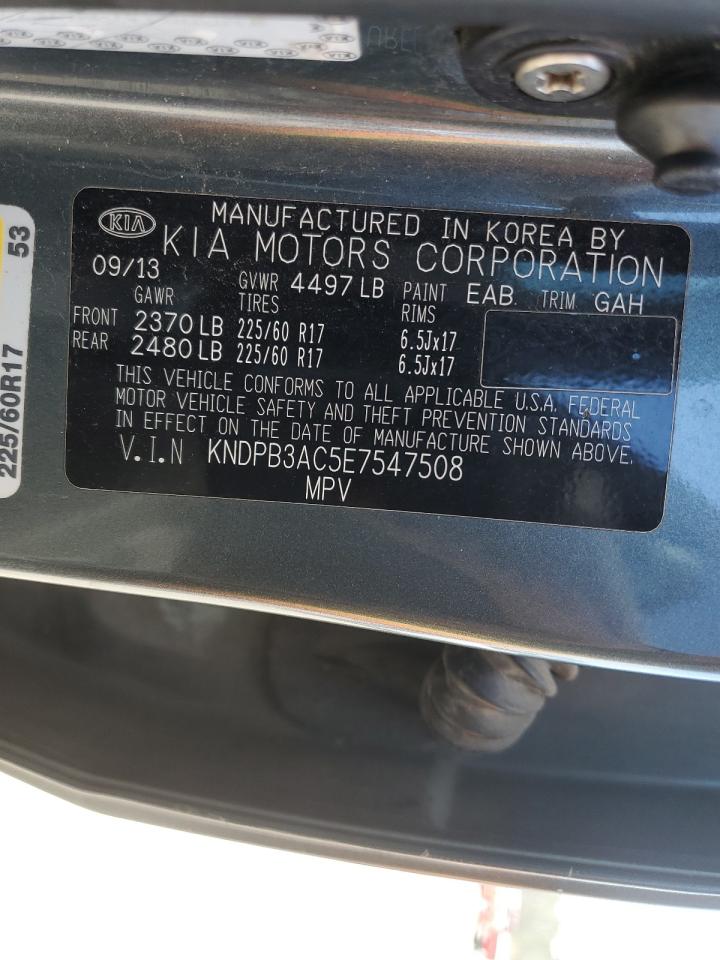 KIA
MANUFACTURED IN KOREA BY
KIA MOTORS CORPORATION
09/13
GVWR 4497 LB PAINT EAB TRIM GAH
GAWR TIRES RIMS
FRONT 2370 LB 225/60 R17 6.5Jx17
REAR 2480 LB 225/60 R17 6.5Jx17
THIS VEHICLE CONFORMS TO ALL APPLICABLE U.S.A. FEDERAL
MOTOR VEHICLE SAFETY AND THEFT PREVENTION STANDARDS
IN EFFECT ON THE DATE OF MANUFACTURE SHOWN ABOVE.
V.I.N KNDPB3AC5E7547508
MPV
225/60R17 53